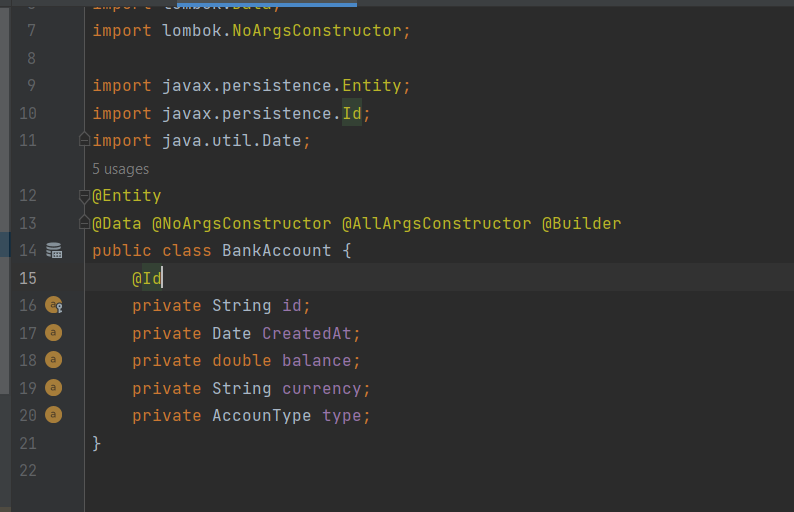 import lombok.Data;
7 import lombok.NoArgsConstructor;
8
9 import javax.persistence.Entity;
10 import javax.persistence.Id;
11 import java.util.Date;
5 usages
12 @Entity
13 @Data @NoArgsConstructor @AllArgsConstructor @Builder
14 public class BankAccount {
15 @Id
16 private String id;
17 private Date CreatedAt;
18 private double balance;
19 private String currency;
20 private AccounType type;
21 }
22